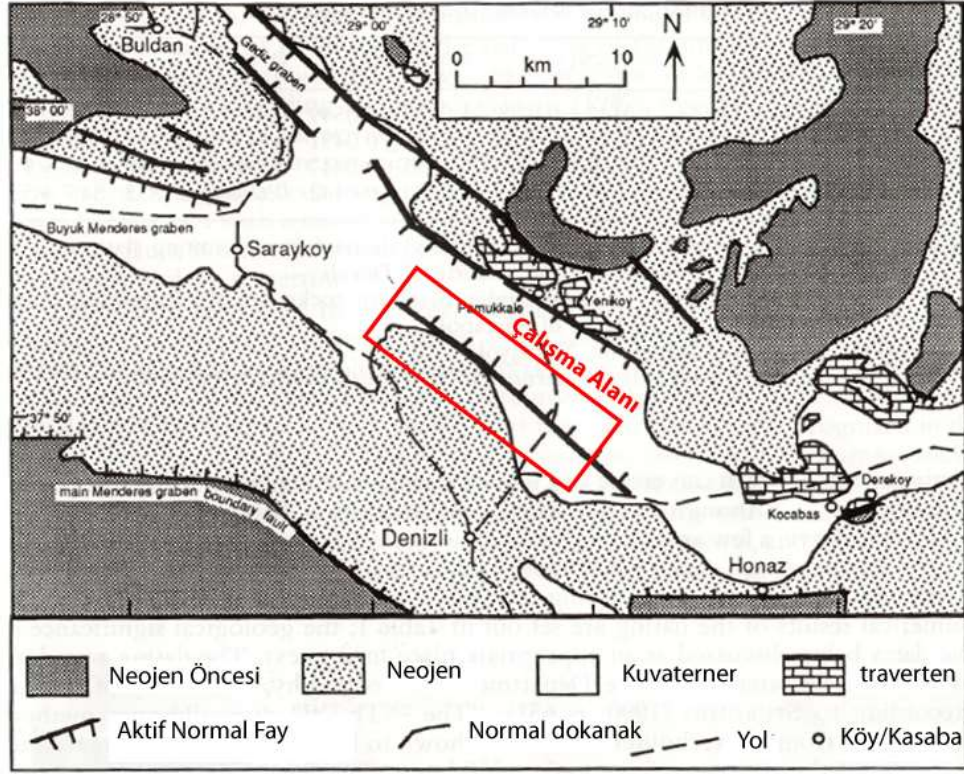 28° 50'
29° 00'
29° 10'
29° 20'
Buldan
Gediz graben
N
0 10
km
38° 00'
Buyuk Menderes graben
Saraykoy
Pamukkale
Yenikoy
Çalışma Alanı
37° 50'
main Menderes graben boundary fault
Derekoy
Kocabas
Denizli
Honaz
Neojen Öncesi
Neojen
Kuvaterner
traverten
Aktif Normal Fay
Normal dokanak
Yol
Köy/Kasaba